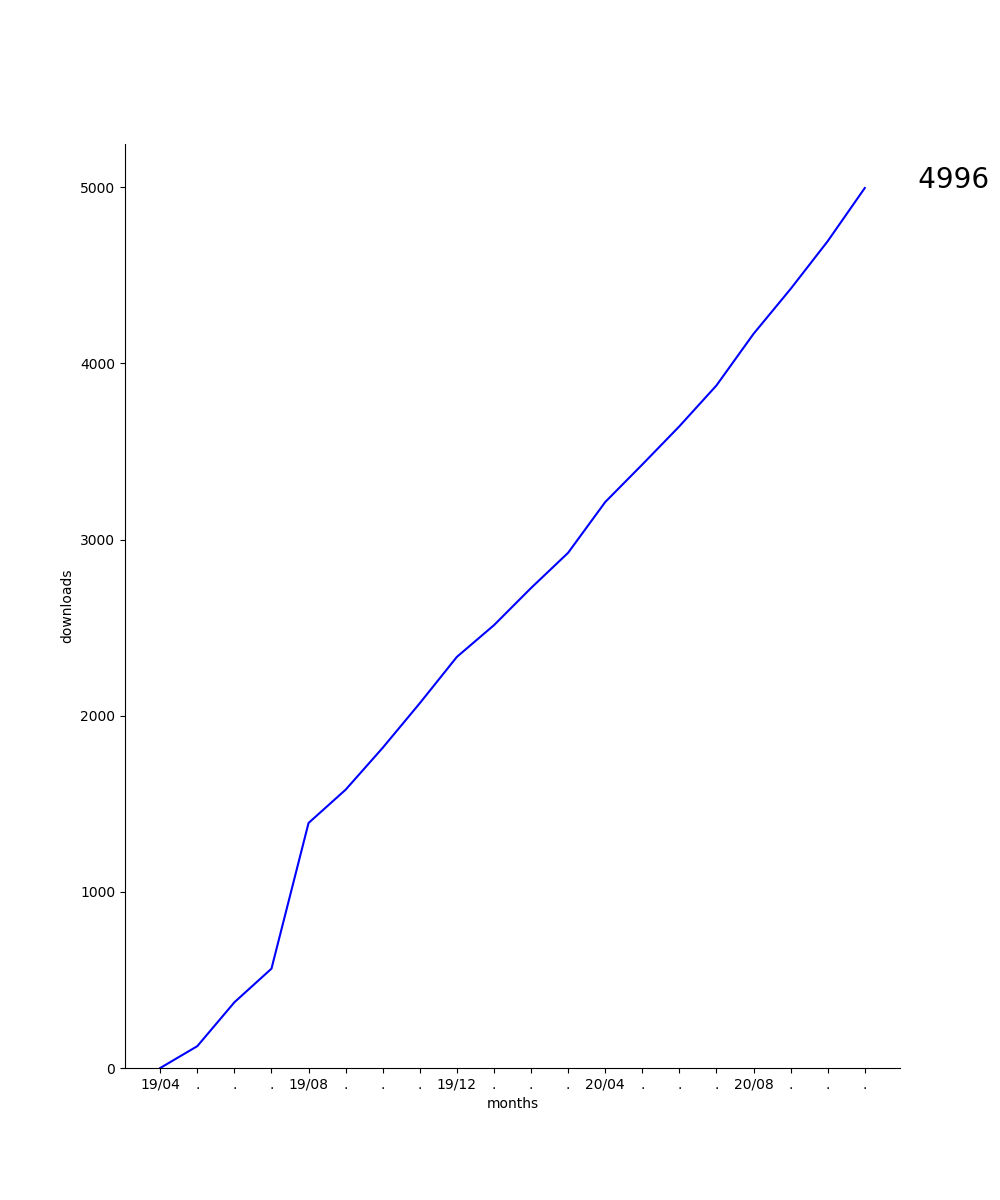 4996
5000
4000
3000
2000
1000
0
downloads
19/04 . . . 19/08 . . . 19/12 . . . 20/04 . . . 20/08 . . .
months